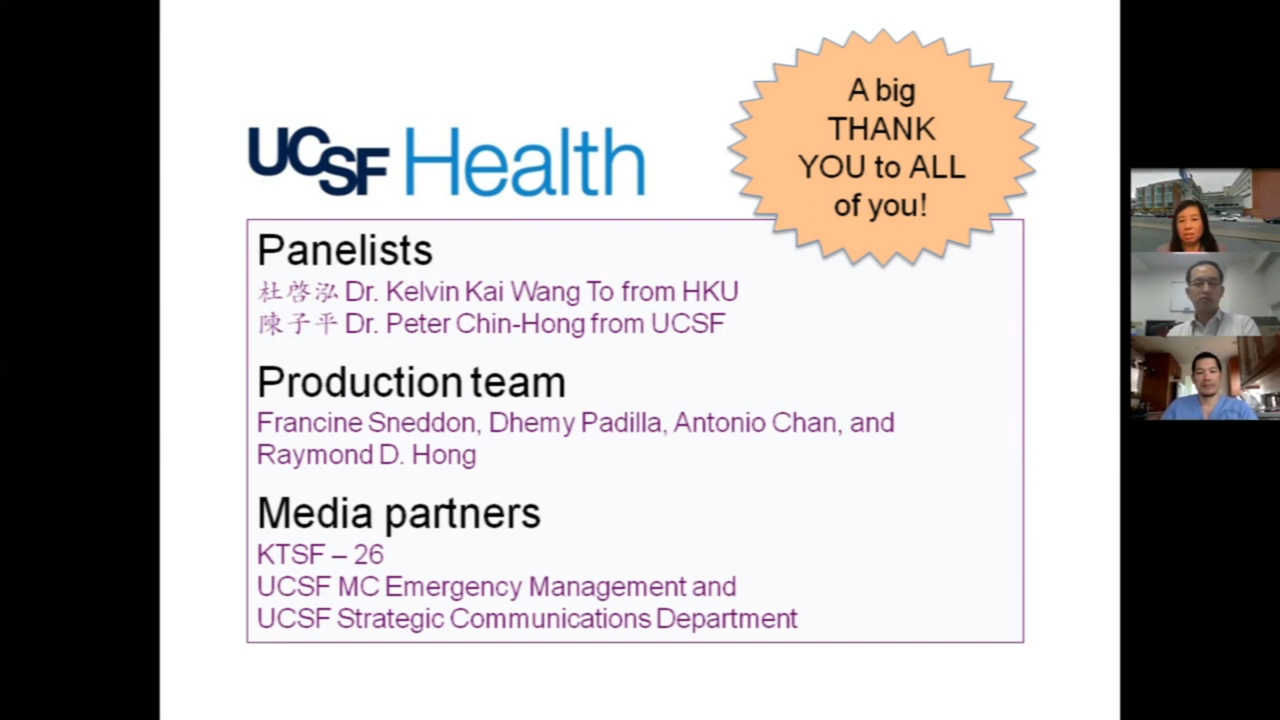 UCSF Health
A big
THANK
YOU to ALL
of you!
Panelists
杜啓泓 Dr. Kelvin Kai Wang To from HKU
陳子平 Dr. Peter Chin-Hong from UCSF
Production team
Francine Sneddon, Dhemy Padilla, Antonio Chan, and
Raymond D. Hong
Media partners
KTSF – 26
UCSF MC Emergency Management and
UCSF Strategic Communications Department